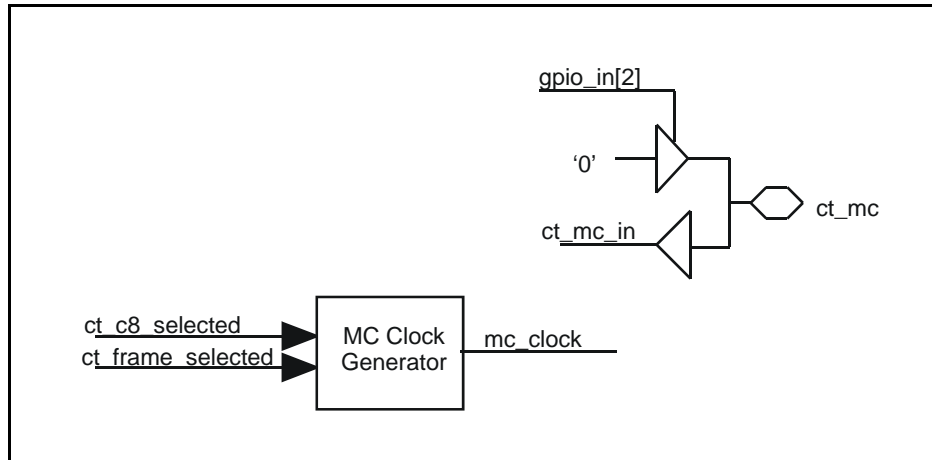 gpio_in[2]
‘0’
ct_mc
ct_mc_in
ct_c8_selected
ct_frame_selected
MC Clock
Generator
mc_clock